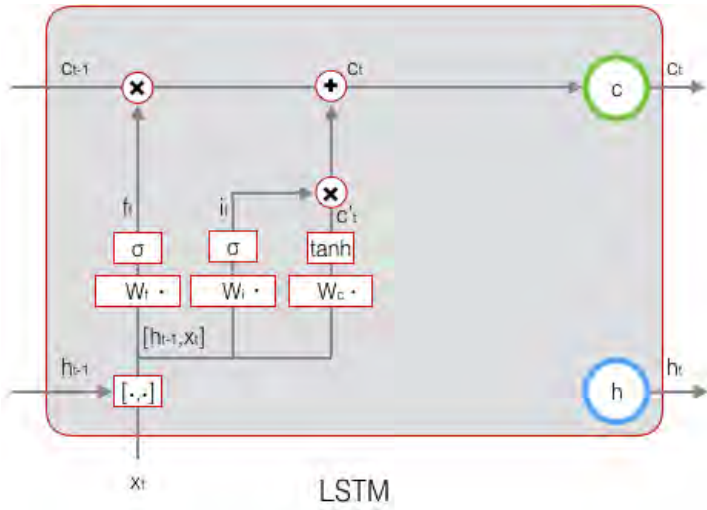 Ct-1 Ct Ct
× + c
ft it ×
c't
σ σ tanh
Wf · Wi · Wc ·
[ht-1,xt]
ht-1 [·,·] h ht
xt
LSTM